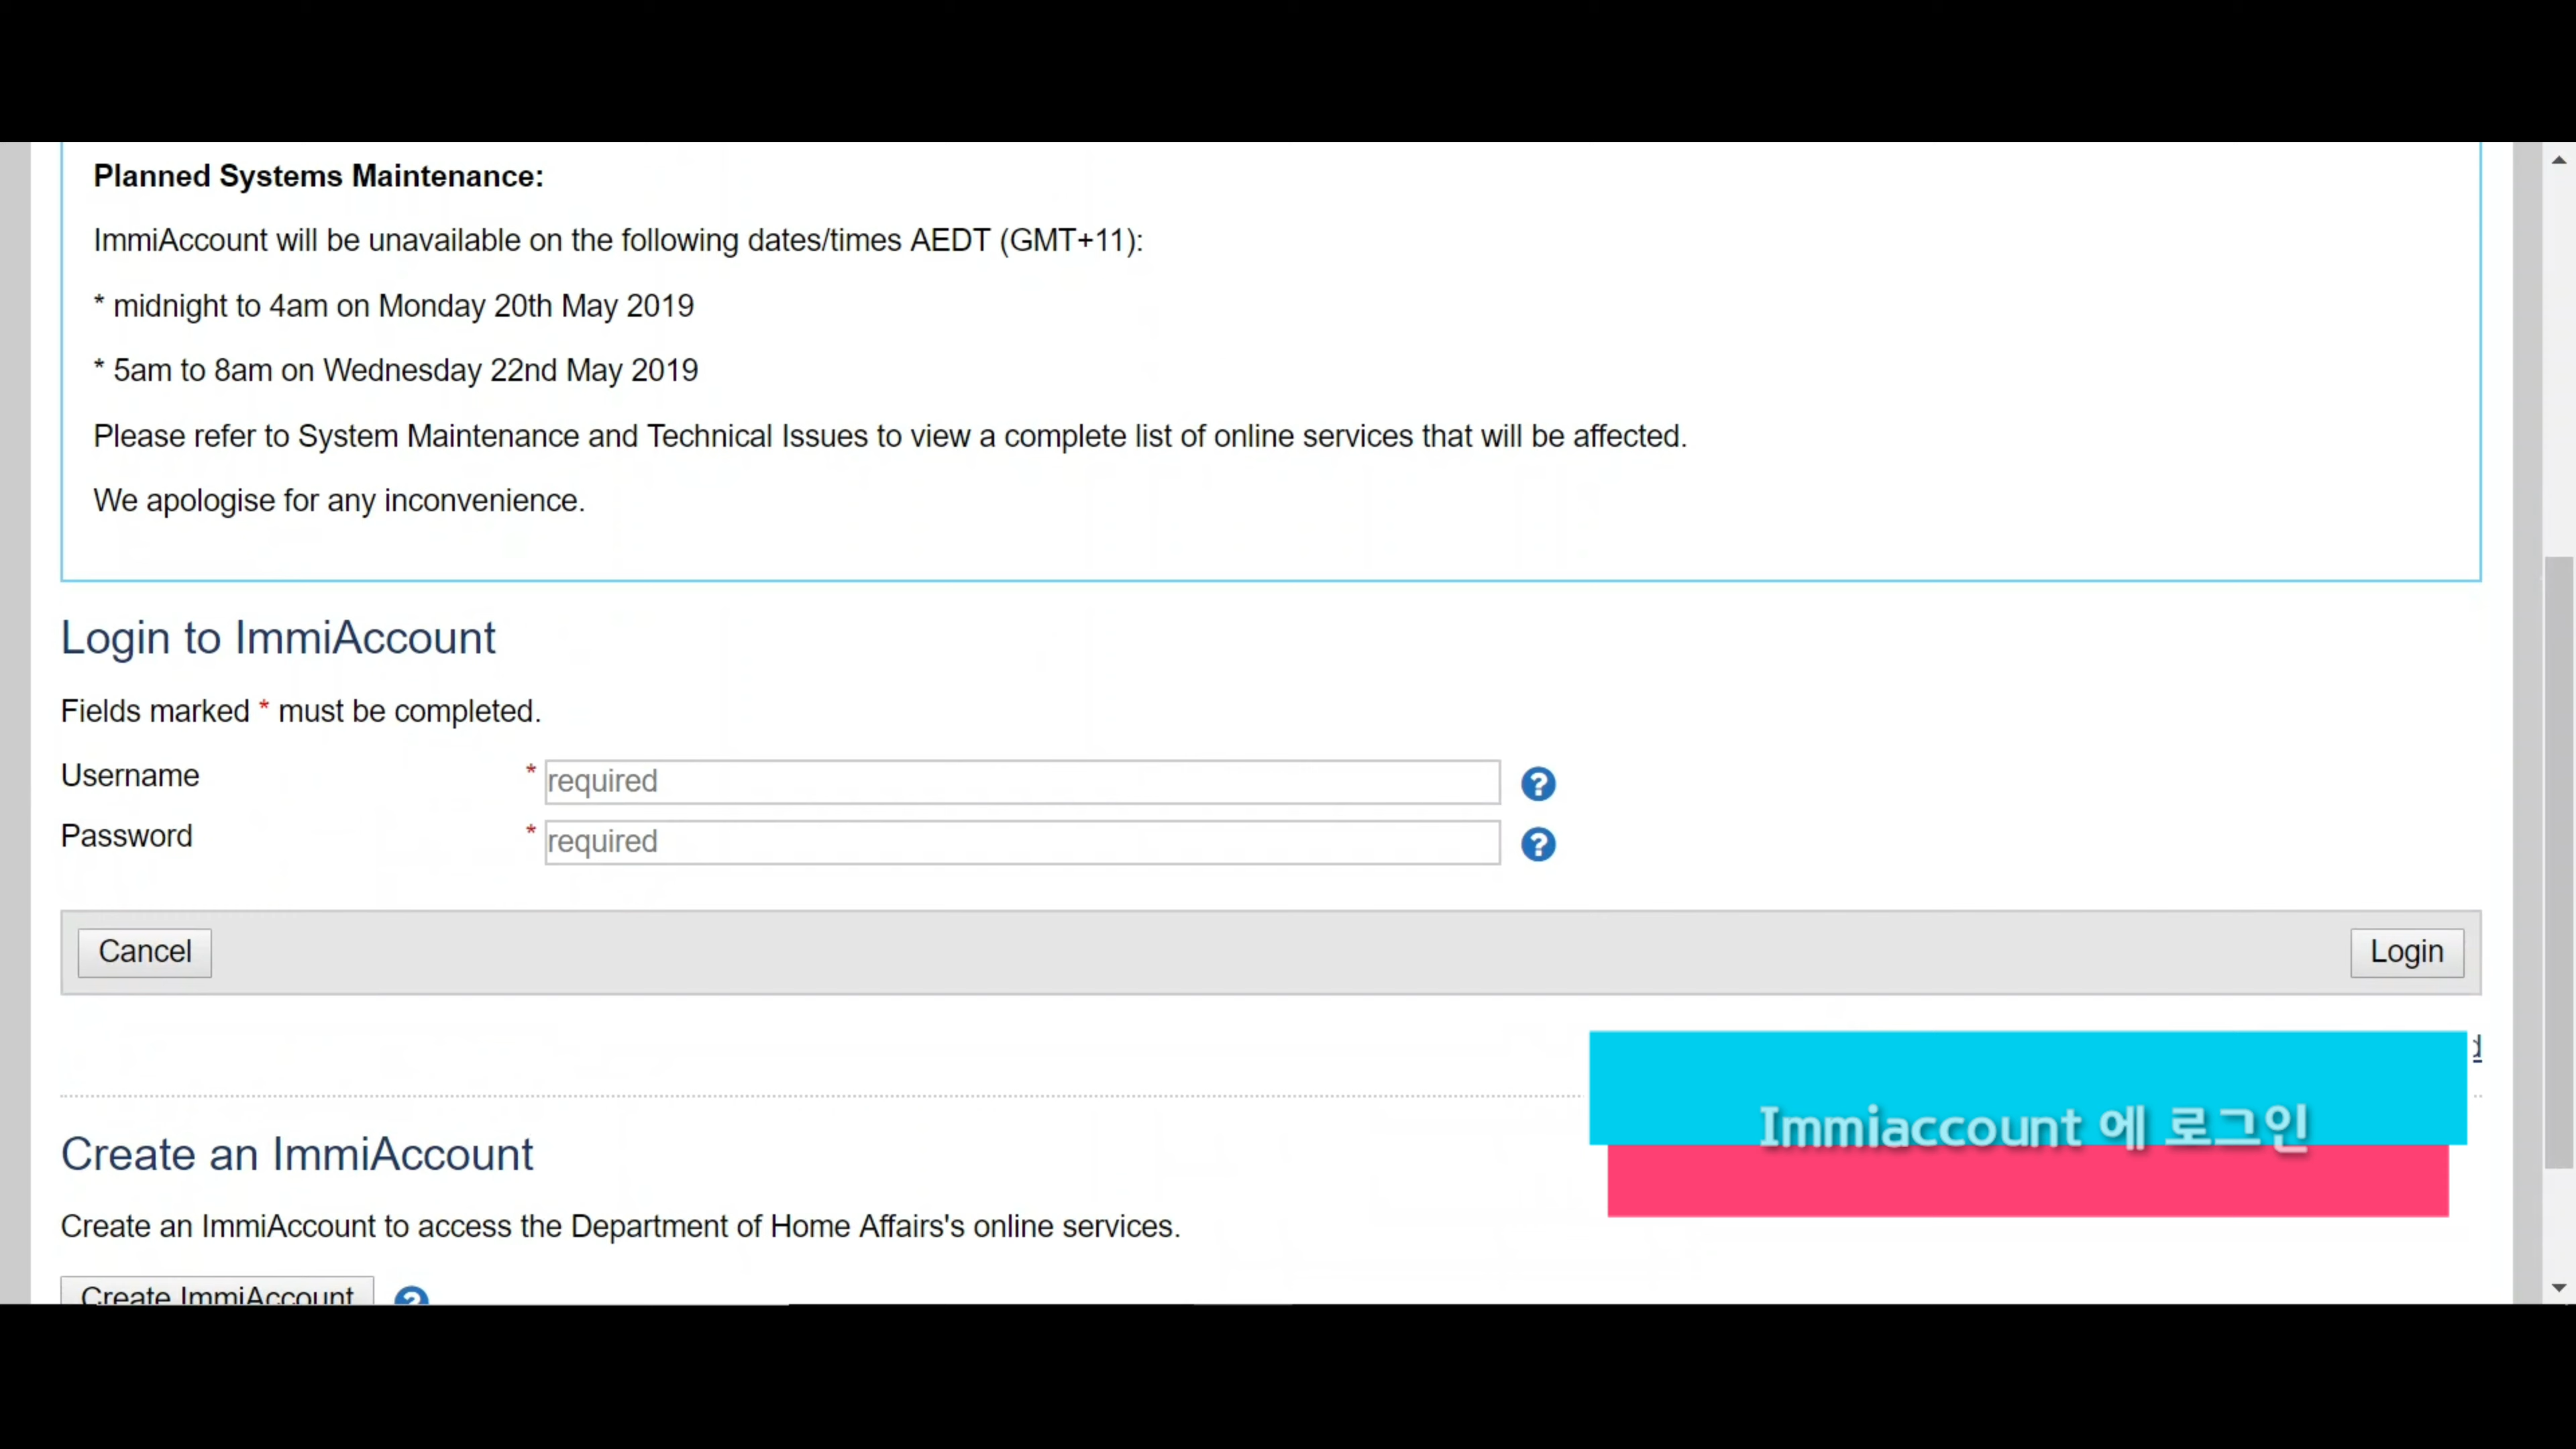 Planned Systems Maintenance:
ImmiAccount will be unavailable on the following dates/times AEDT (GMT+11):
* midnight to 4am on Monday 20th May 2019
* 5am to 8am on Wednesday 22nd May 2019
Please refer to System Maintenance and Technical Issues to view a complete list of online services that will be affected.
We apologise for any inconvenience.
Login to ImmiAccount
Fields marked * must be completed.
Username * required ?
Password * required ?
Cancel Login
d
Immiaccount 에 로그인
Create an ImmiAccount
Create an ImmiAccount to access the Department of Home Affairs's online services.
Create ImmiAccount ?